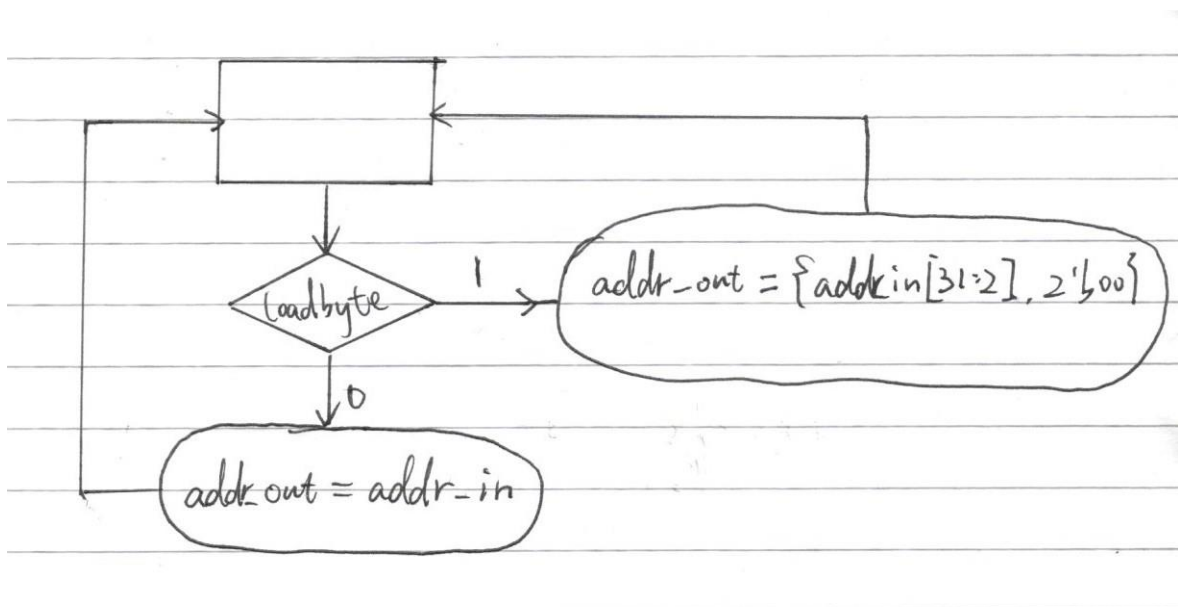 loadbyte
1
addr_out = {addr_in[31:2], 2'b00}
0
addr_out = addr_in